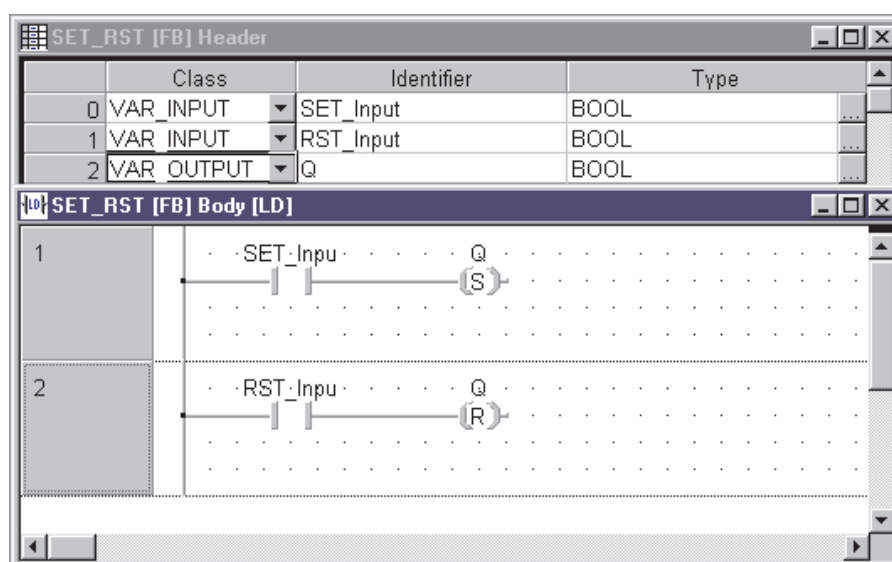 SET_RST [FB] Header
Class Identifier Type
0 VAR_INPUT SET_Input BOOL ...
1 VAR_INPUT RST_Input BOOL ...
2 VAR_OUTPUT Q BOOL ...
LD SET_RST [FB] Body [LD]
1
SET_Inpu Q
S
2
RST_Inpu Q
R